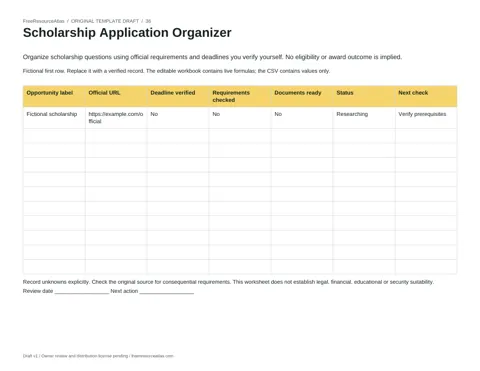 FreeResourceAtlas / ORIGINAL TEMPLATE DRAFT / 36
Scholarship Application Organizer
Organize scholarship questions using official requirements and deadlines you verify yourself. No eligibility or award outcome is implied.
Fictional first row. Replace it with a verified record. The editable workbook contains live formulas; the CSV contains values only.
Opportunity label Official URL Deadline verified Requirements checked Documents ready Status Next check
Fictional scholarship https://example.com/official No No No Researching Verify prerequisites
Record unknowns explicitly. Check the original source for consequential requirements. This worksheet does not establish legal, financial, educational or security suitability.
Review date ___________________ Next action ___________________
Draft v1 / Owner review and distribution license pending / freeresourceatlas.com